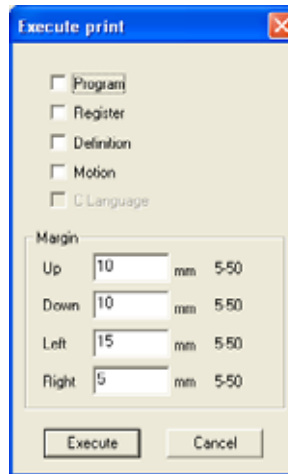 Execute print
Program
Register
Definition
Motion
C Language
Margin
Up 10 mm 5-50
Down 10 mm 5-50
Left 15 mm 5-50
Right 5 mm 5-50
Execute Cancel